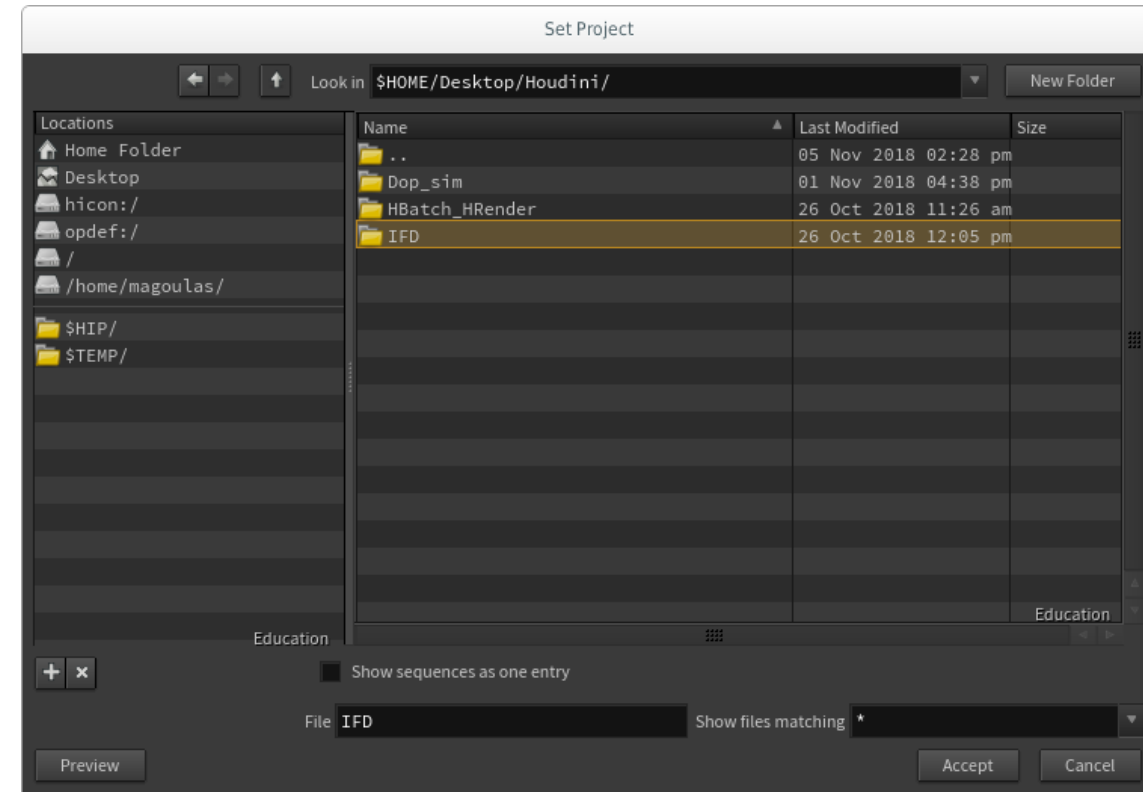 Set Project
Look in $HOME/Desktop/Houdini/ New Folder
Locations
Home Folder
Desktop
hicon:/
opdef:/
/
/home/magoulas/
$HIP/
$TEMP/
Education
Name Last Modified Size
.. 05 Nov 2018 02:28 pm
Dop_sim 01 Nov 2018 04:38 pm
HBatch_HRender 26 Oct 2018 11:26 am
IFD 26 Oct 2018 12:05 pm
Education
Show sequences as one entry
File IFD Show files matching *
Preview Accept Cancel